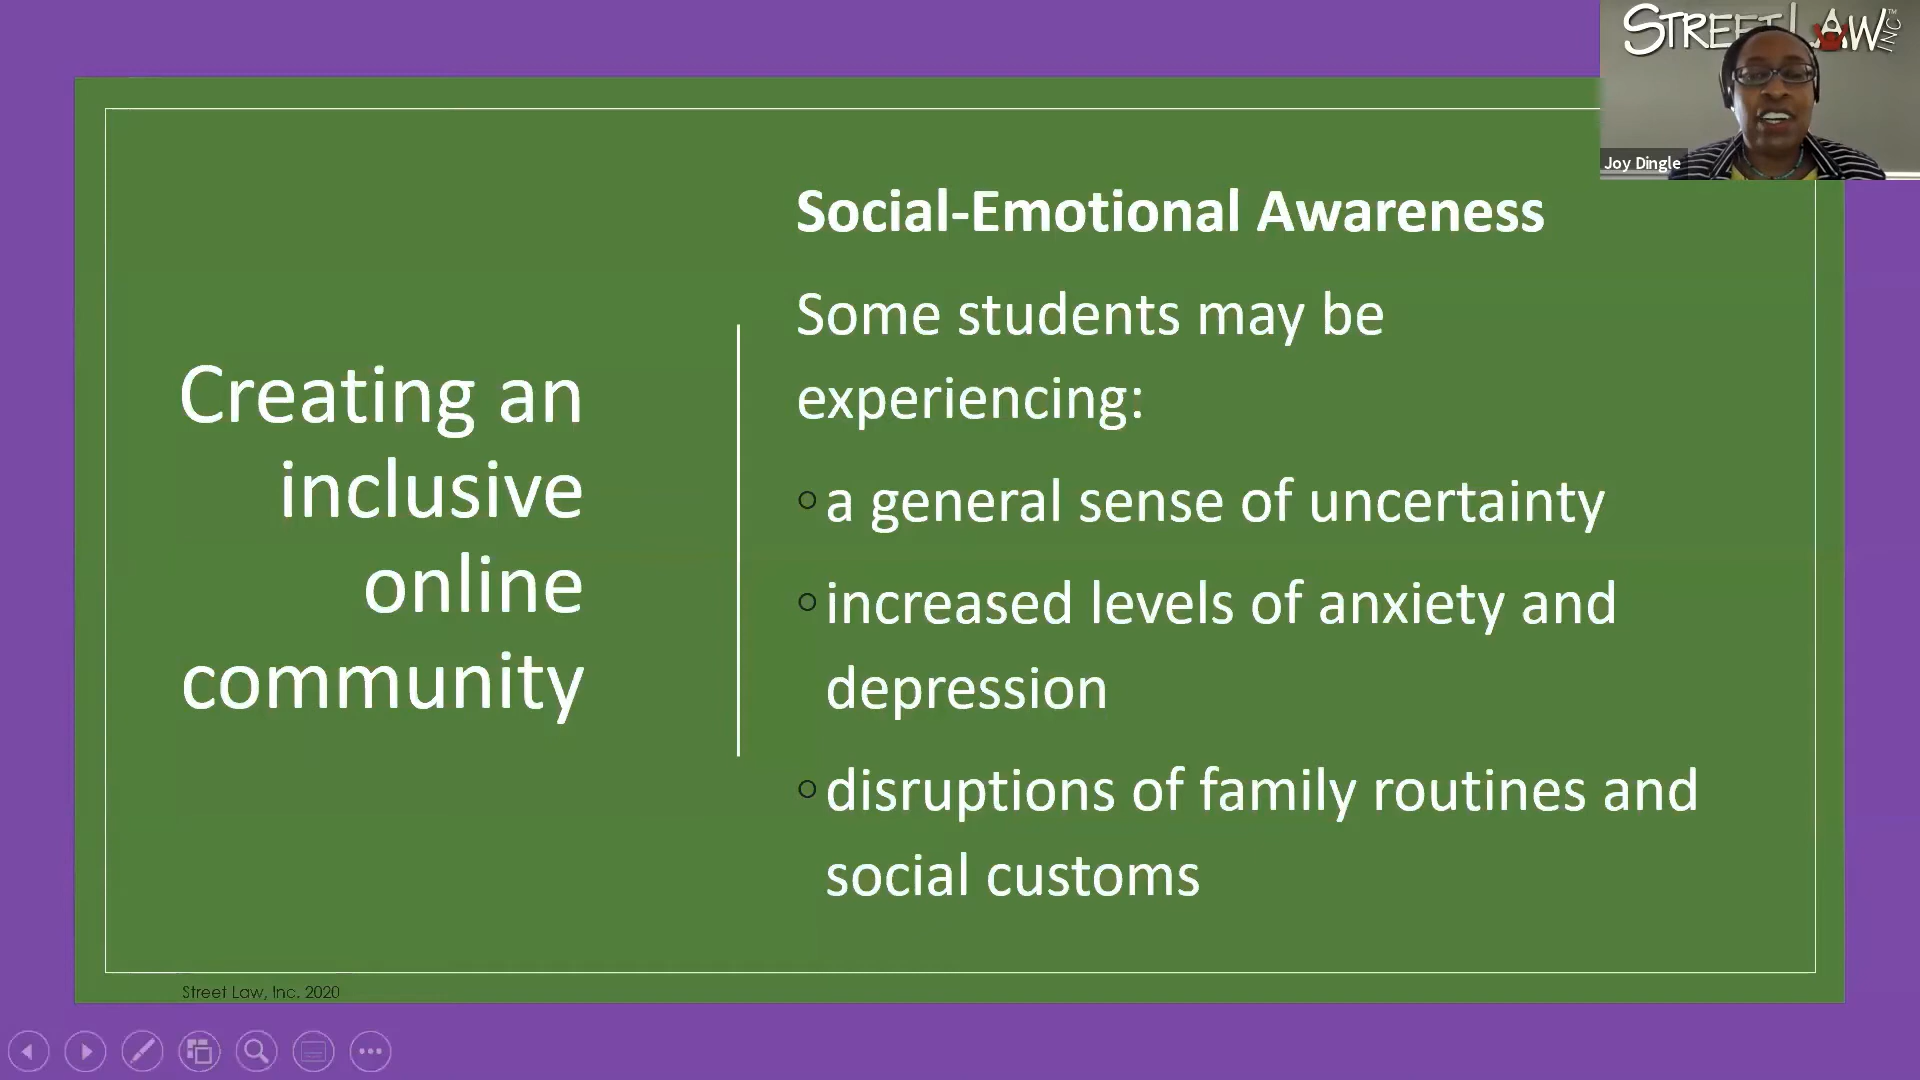 STREET LAW INC
TM
Joy Dingle
Creating an
inclusive
online
community
Social-Emotional Awareness
Some students may be
experiencing:
a general sense of uncertainty
increased levels of anxiety and
depression
disruptions of family routines and
social customs
Street Law, Inc. 2020